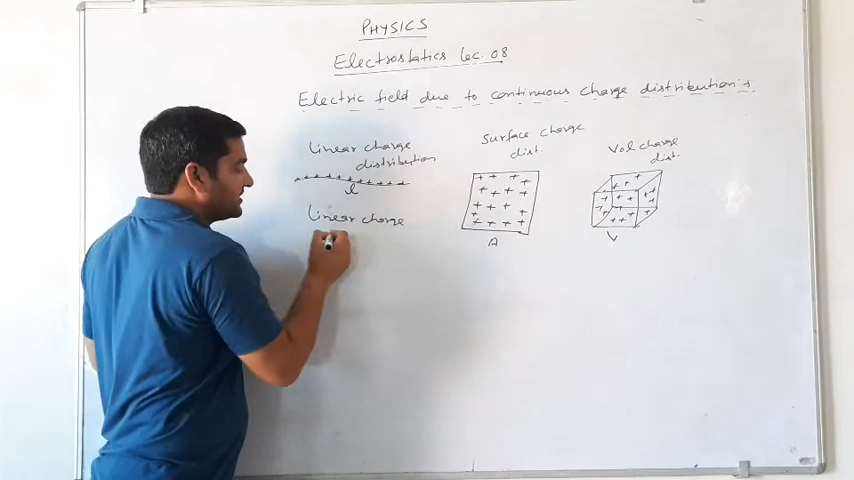 PHYSICS
Electrostatics Lec. 08
Electric field due to continuous charge distribution's
Linear charge
distribution
l
Linear charge
Surface charge
dist.
A
Vol charge
dist.
V